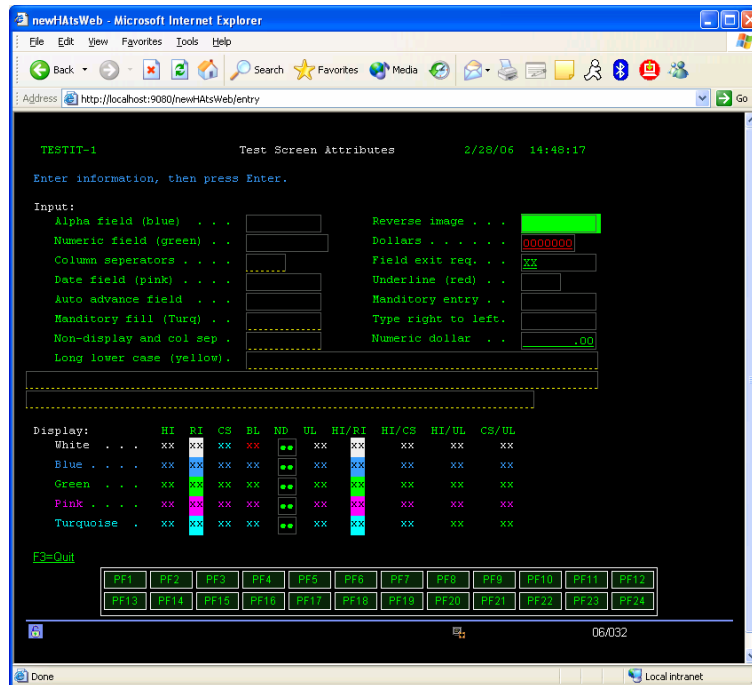 newHAtsWeb - Microsoft Internet Explorer
File Edit View Favorites Tools Help
Back Search Favorites Media
Address http://localhost:9080/newHAtsWeb/entry Go
TESTIT-1 Test Screen Attributes 2/28/06 14:48:17
Enter information, then press Enter.
Input:
Alpha field (blue) . . . Reverse image . . .
Numeric field (green) . . Dollars . . . . . . 0000000
Column seperators . . . . Field exit req. . . XX
Date field (pink) . . . . Underline (red) . .
Auto advance field . . . Manditory entry . .
Manditory fill (Turq) . . Type right to left.
Non-display and col sep . Numeric dollar . . .00
Long lower case (yellow).
Display: HI RI CS BL ND UL HI/RI HI/CS HI/UL CS/UL
White . . . xx xx xx xx •• xx xx xx xx xx
Blue . . . . xx xx xx xx •• xx xx xx xx xx
Green . . . xx xx xx xx •• xx xx xx xx xx
Pink . . . . xx xx xx xx •• xx xx xx xx xx
Turquoise . xx xx xx xx •• xx xx xx xx xx
F3=Quit
PF1 PF2 PF3 PF4 PF5 PF6 PF7 PF8 PF9 PF10 PF11 PF12
PF13 PF14 PF15 PF16 PF17 PF18 PF19 PF20 PF21 PF22 PF23 PF24
06/032
Done Local intranet